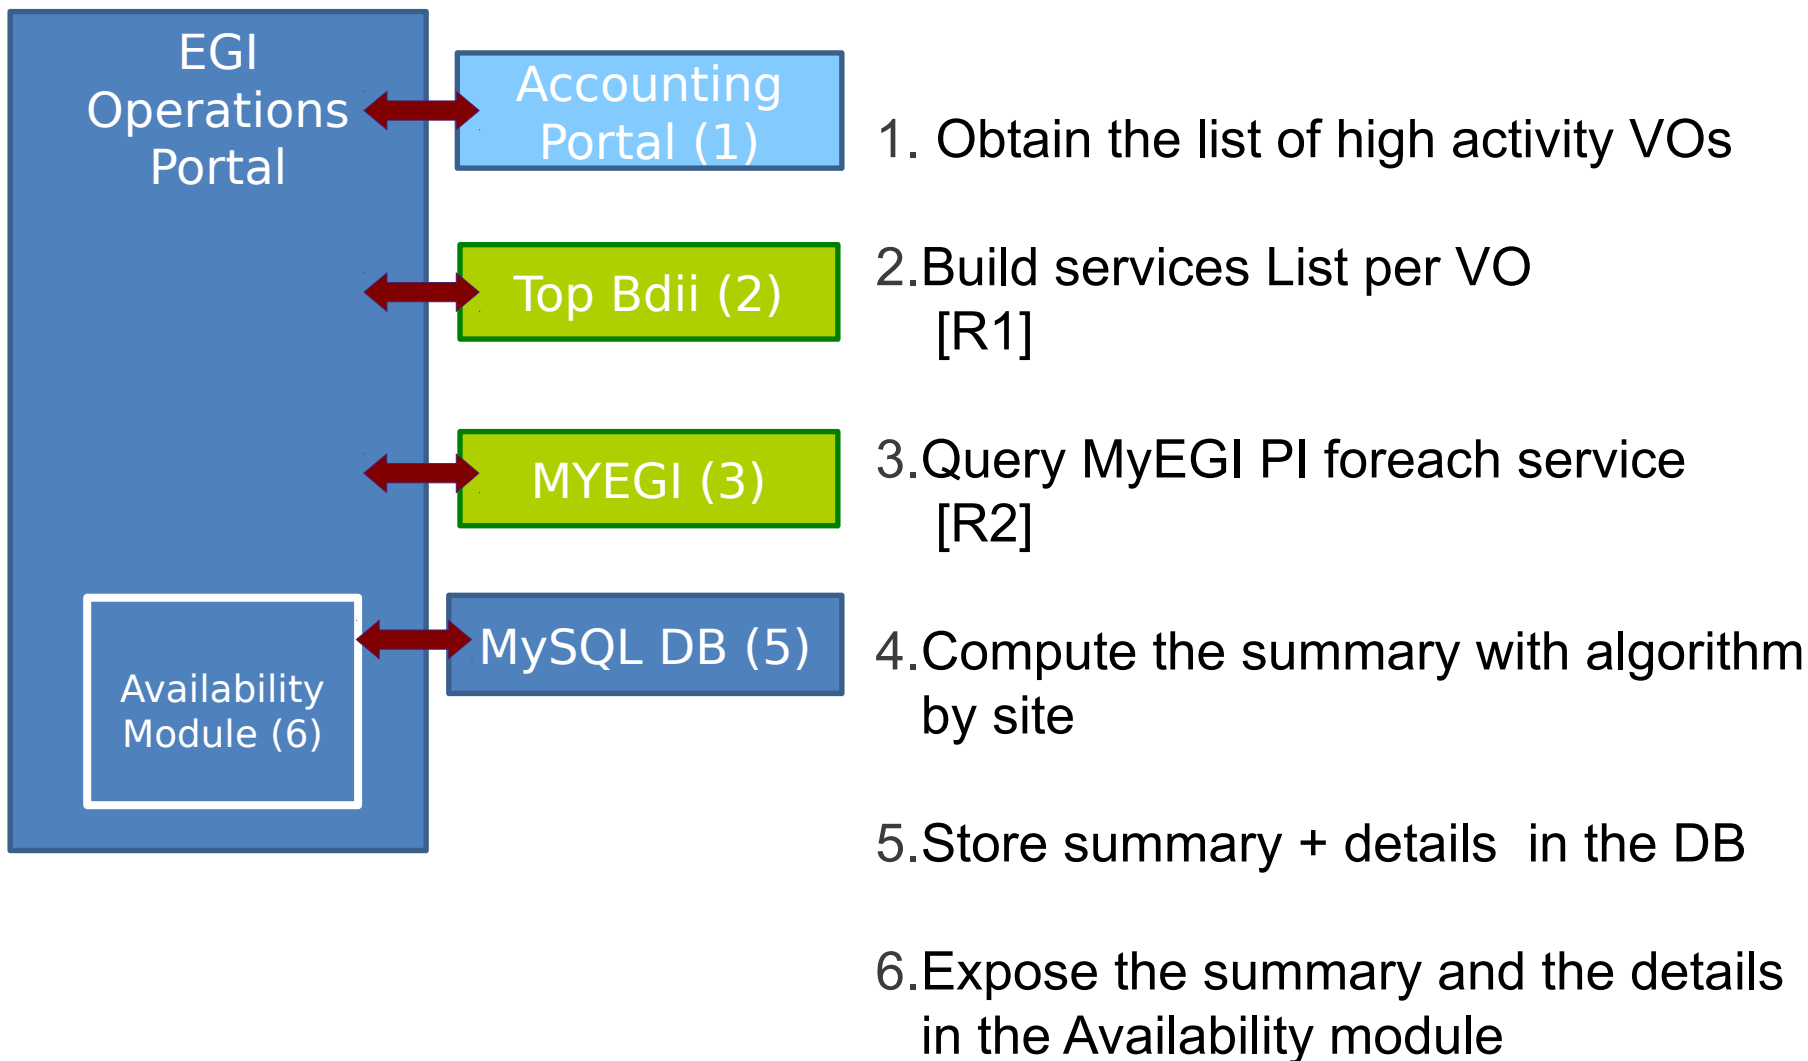 EGI
Operations
Portal
Accounting
Portal (1)
Top Bdii (2)
MYEGI (3)
MySQL DB (5)
Availability
Module (6)
1. Obtain the list of high activity VOs
2.Build services List per VO
[R1]
3.Query MyEGI PI foreach service
[R2]
4.Compute the summary with algorithm
by site
5.Store summary + details  in the DB
6.Expose the summary and the details
in the Availability module